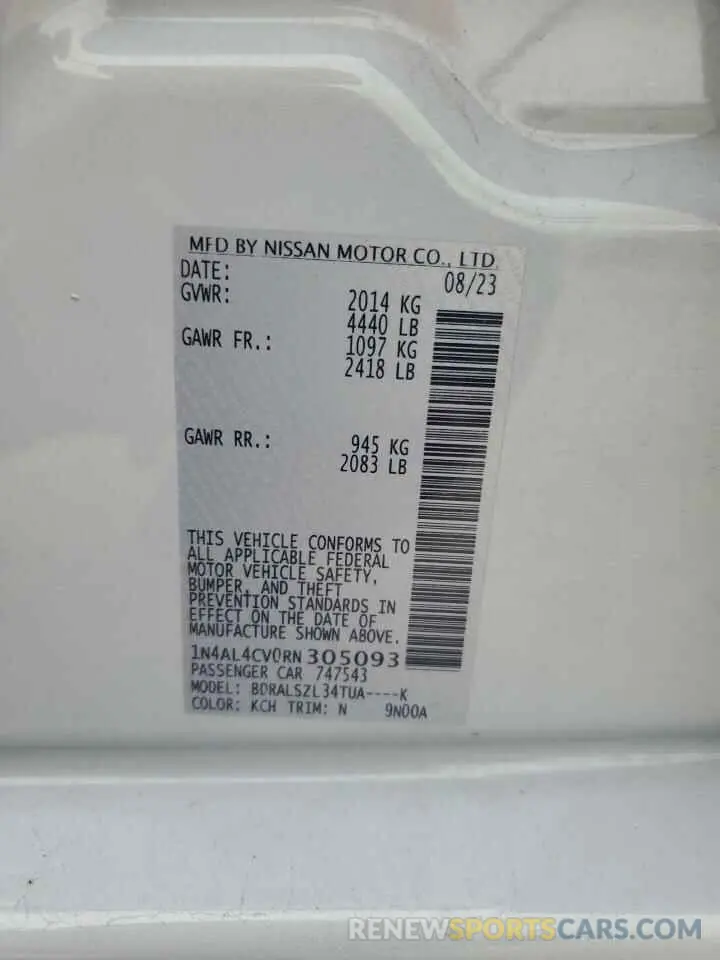 MFD BY NISSAN MOTOR CO., LTD.
DATE: 08/23
GVWR: 2014 KG
4440 LB
GAWR FR.: 1097 KG
2418 LB
GAWR RR.: 945 KG
2083 LB
THIS VEHICLE CONFORMS TO
ALL APPLICABLE FEDERAL
MOTOR VEHICLE SAFETY,
BUMPER, AND THEFT
PREVENTION STANDARDS IN
EFFECT ON THE DATE OF
MANUFACTURE SHOWN ABOVE.
1N4AL4CV0RN305093
PASSENGER CAR 747543
MODEL: BDRALSZL34TUA----K
COLOR: KCH TRIM: N 9N00A
RENEWSPORTSCARS.COM